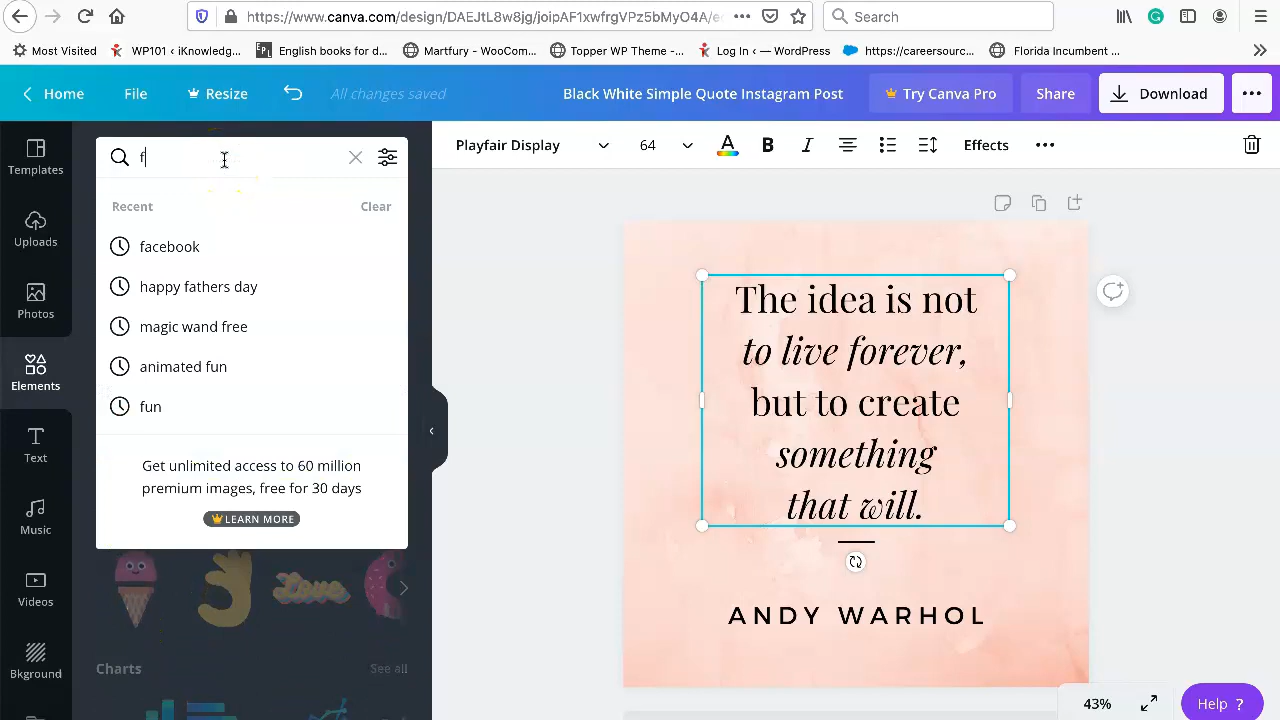 https://www.canva.com/design/DAEJtL8w8jg/joipAF1xwfrgVPz5bMyO4A/e
Search
Most Visited
WP101 ‹ iKnowledg...
English books for d...
Martfury – WooCom...
Topper WP Theme -...
Log In ‹ — WordPress
https://careersourc...
Florida Incumbent ...
Home
File
Resize
All changes saved
Black White Simple Quote Instagram Post
Try Canva Pro
Share
Download
Templates
Uploads
Photos
Elements
Text
Music
Videos
Bkground
f
Recent
Clear
facebook
happy fathers day
magic wand free
animated fun
fun
Get unlimited access to 60 million
premium images, free for 30 days
LEARN MORE
Love
Charts
See all
Playfair Display
64
A
B
I
Effects
The idea is not
to live forever,
but to create
something
that will.
ANDY WARHOL
43%
Help ?